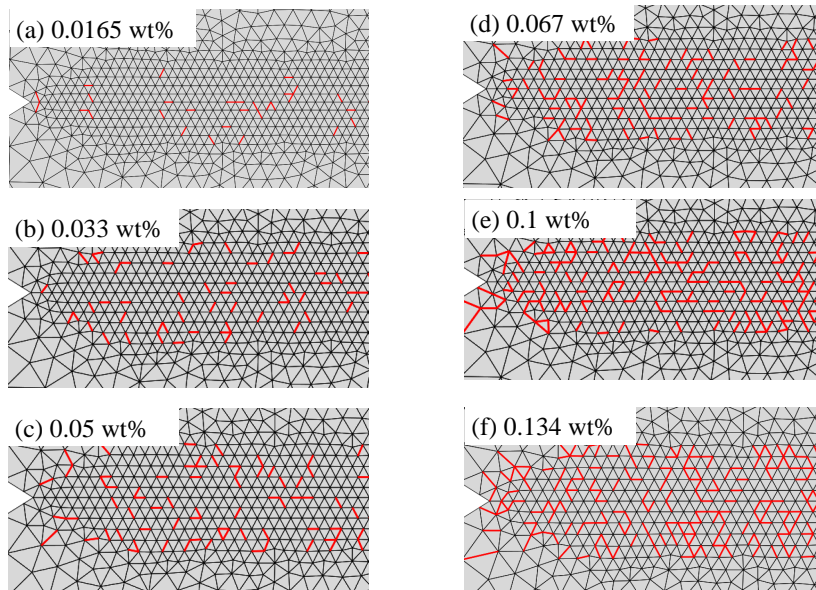 (a) 0.0165 wt%
(b) 0.033 wt%
(c) 0.05 wt%
(d) 0.067 wt%
(e) 0.1 wt%
(f) 0.134 wt%